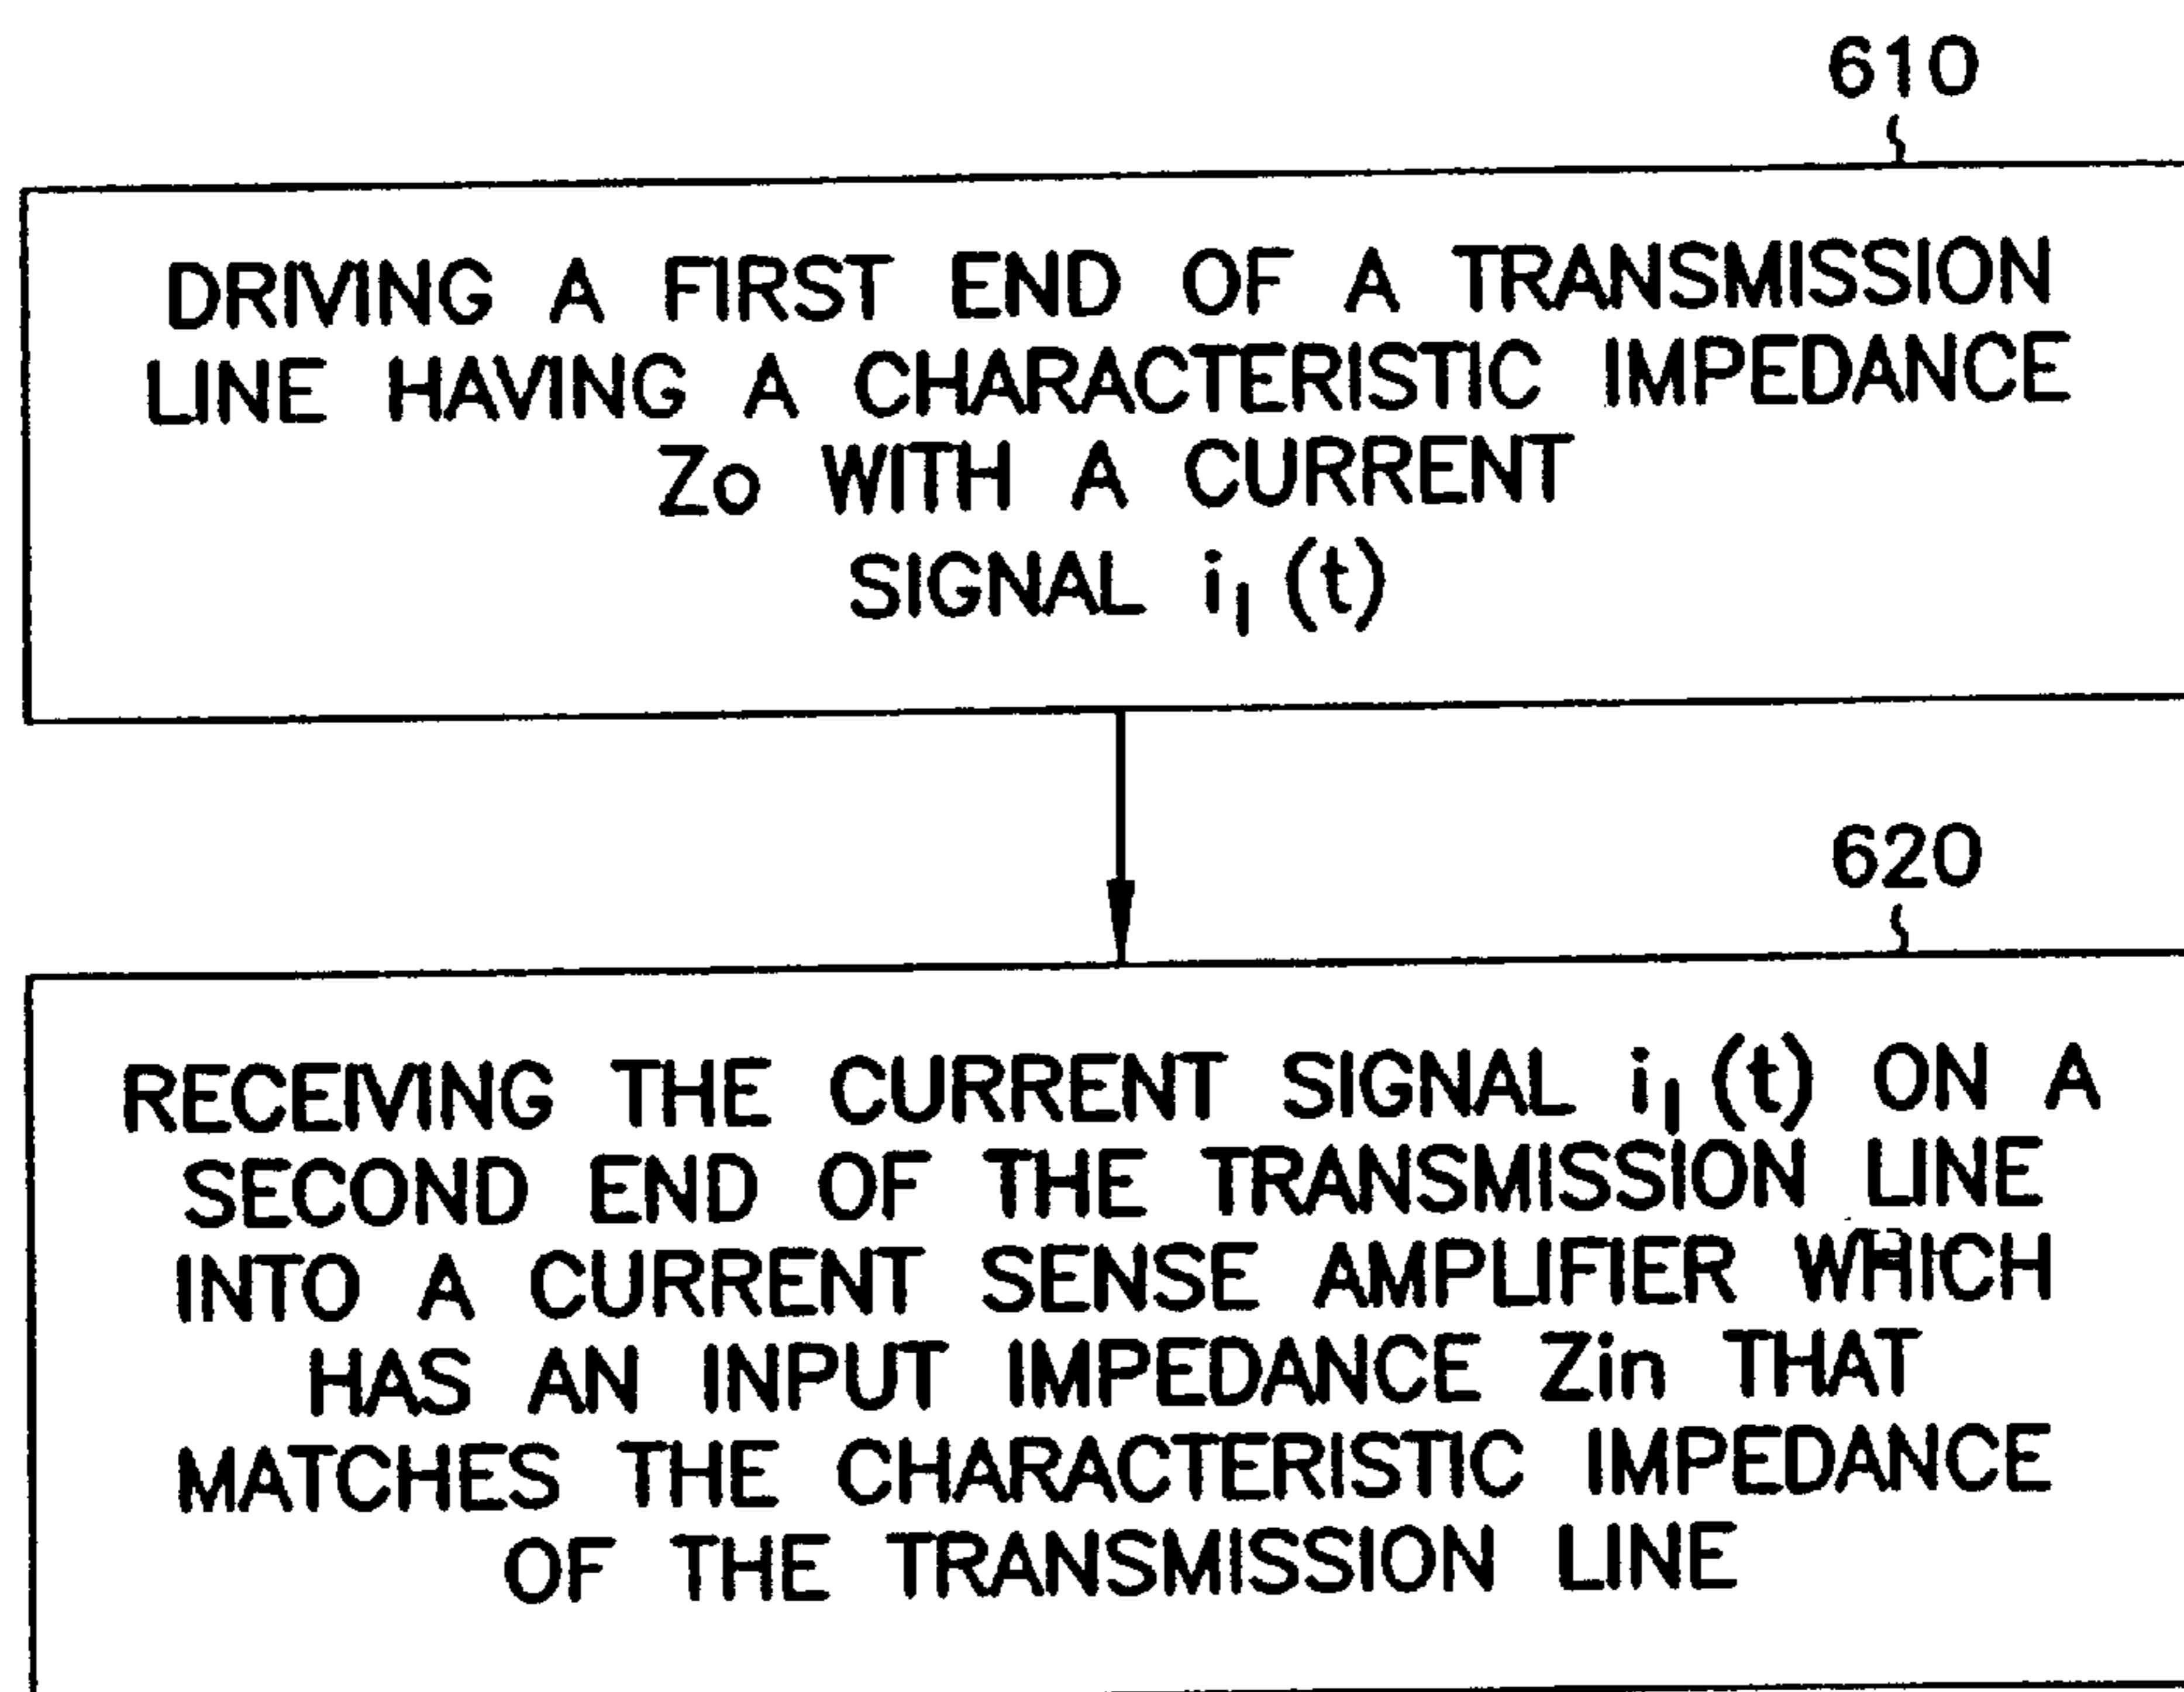 610
DRIVING A FIRST END OF A TRANSMISSION
LINE HAVING A CHARACTERISTIC IMPEDANCE
Zo WITH A CURRENT
SIGNAL i₁ (t)
620
RECEIVING THE CURRENT SIGNAL i₁ (t) ON A
SECOND END OF THE TRANSMISSION LINE
INTO A CURRENT SENSE AMPLIFIER WHICH
HAS AN INPUT IMPEDANCE Zin THAT
MATCHES THE CHARACTERISTIC IMPEDANCE
OF THE TRANSMISSION LINE